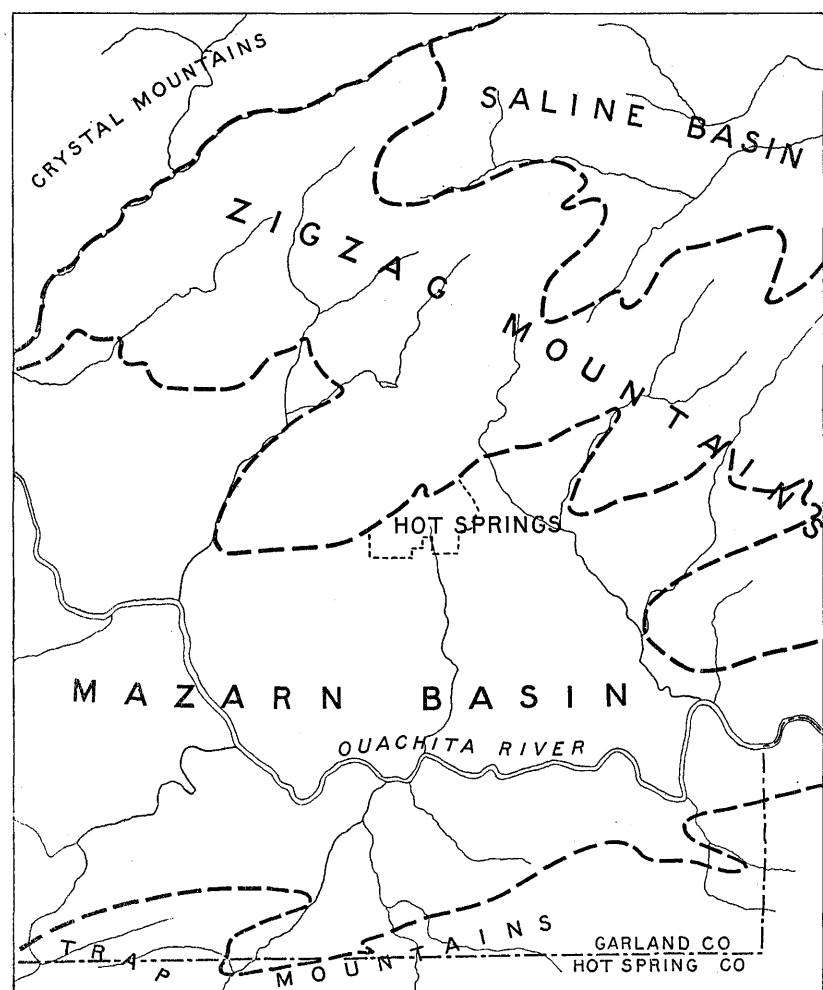 CRYSTAL MOUNTAINS
SALINE BASIN
ZIGZAG MOUNTAINS
HOT SPRINGS
MAZARN BASIN
OUACHITA RIVER
TRAP MOUNTAINS
GARLAND CO
HOT SPRING CO